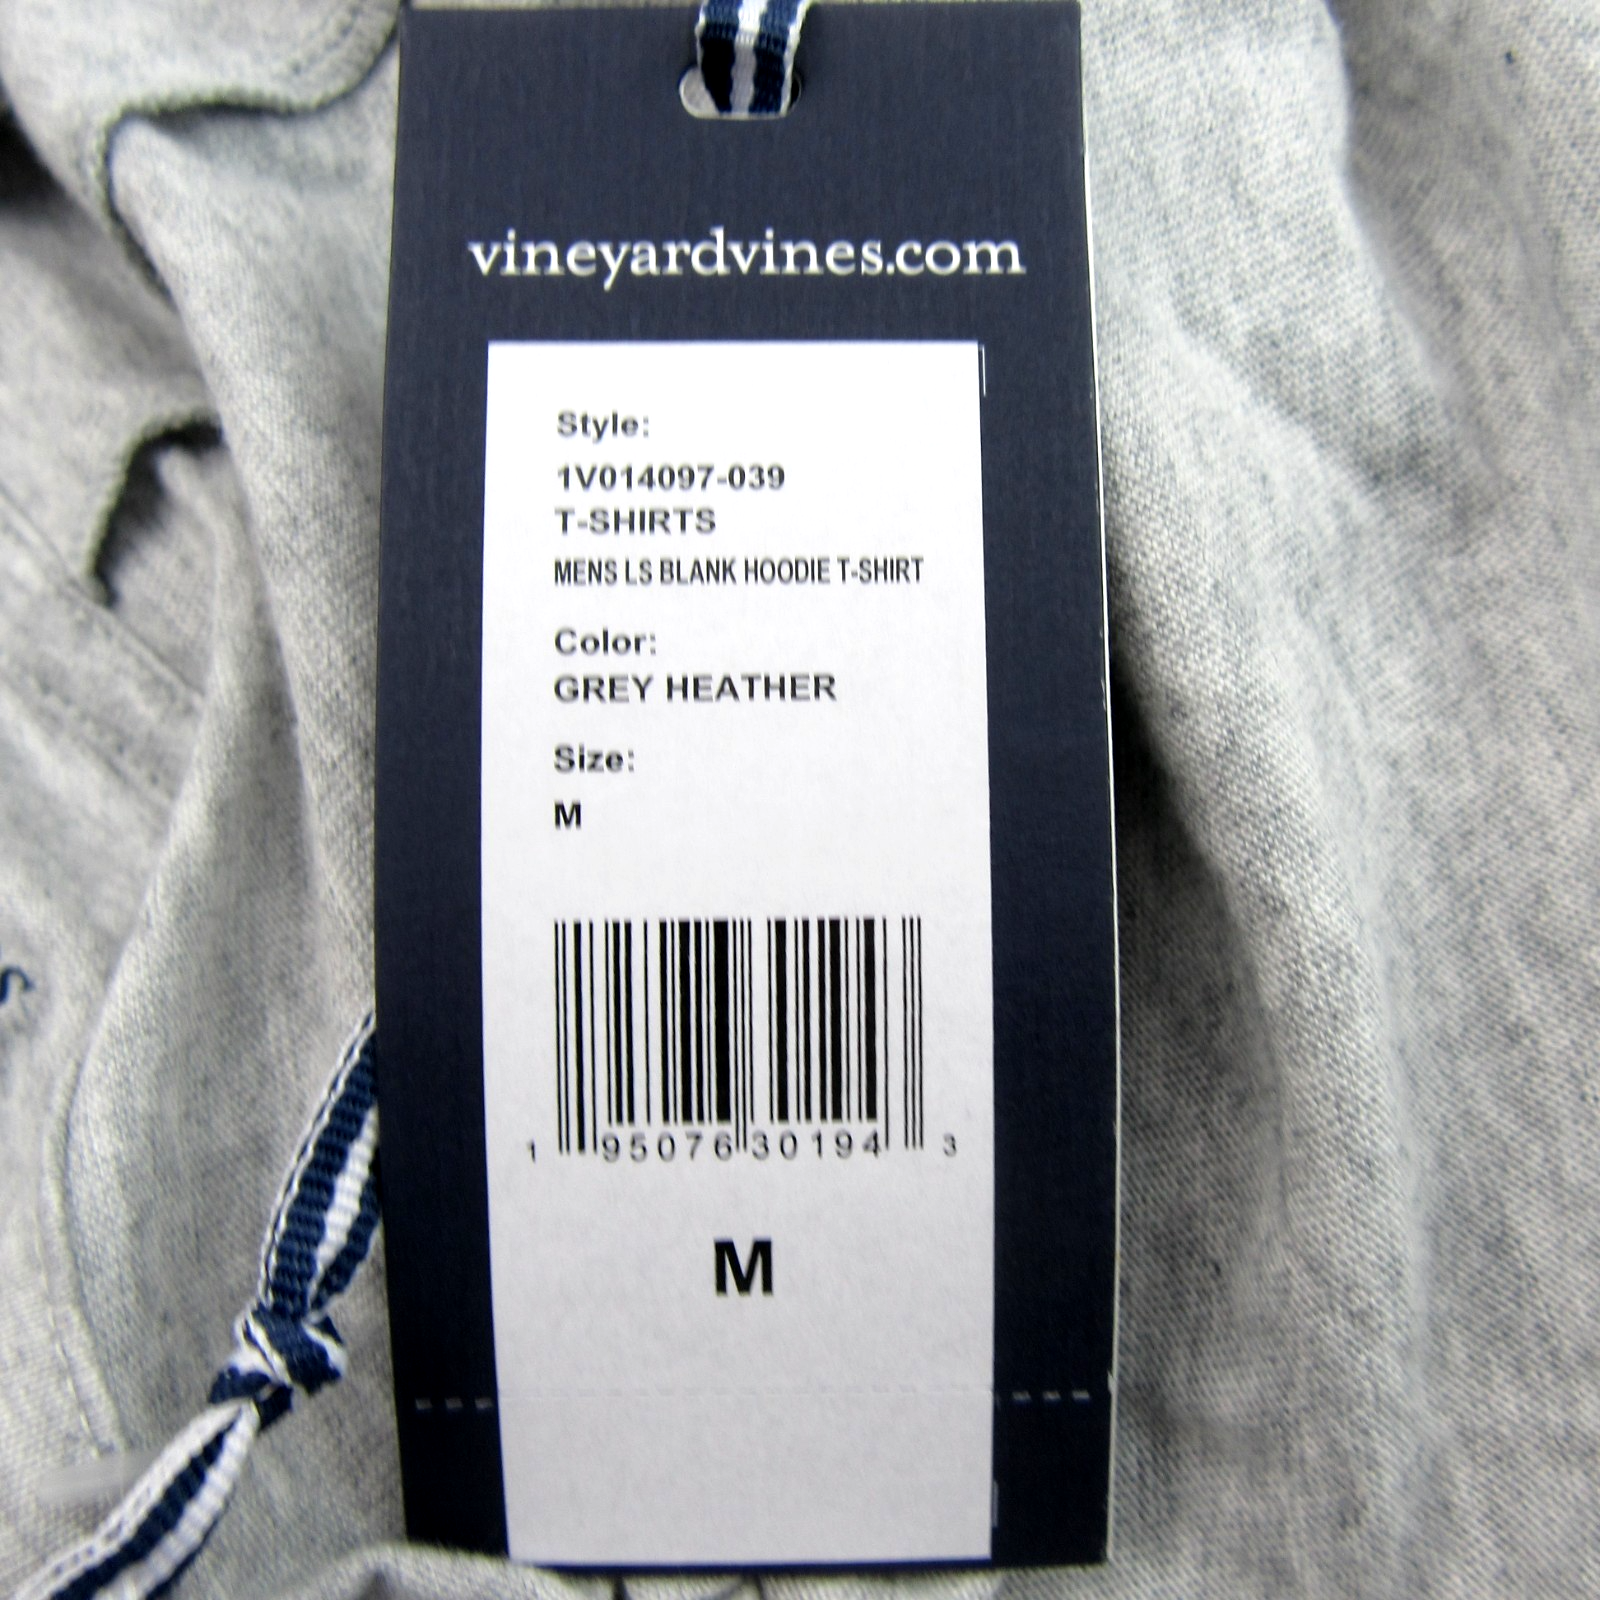 vineyardvines.com
Style:
1V014097-039
T-SHIRTS
MENS LS BLANK HOODIE T-SHIRT
Color:
GREY HEATHER
Size:
M
1 95076 30194 3
M
s